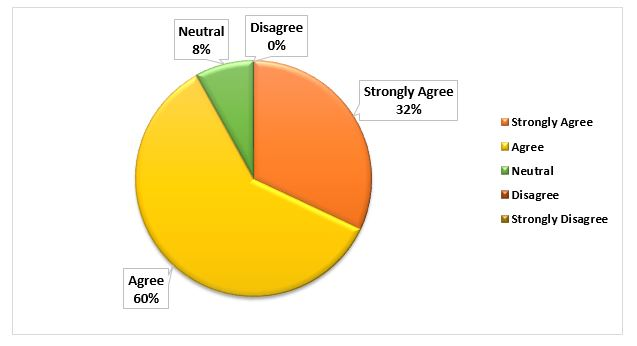 Neutral
8%
Disagree
0%
Strongly Agree
32%
Agree
60%
Strongly Agree
Agree
Neutral
Disagree
Strongly Disagree